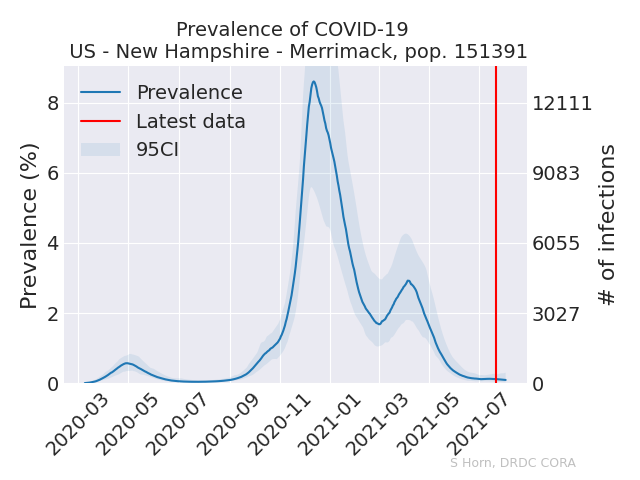 Prevalence of COVID-19
US - New Hampshire - Merrimack, pop. 151391
Prevalence
Latest data
95CI
Prevalence (%)
8
6
4
2
0
12111
9083
6055
3027
0
# of infections
2020-03
2020-05
2020-07
2020-09
2020-11
2021-01
2021-03
2021-05
2021-07
S Horn, DRDC CORA